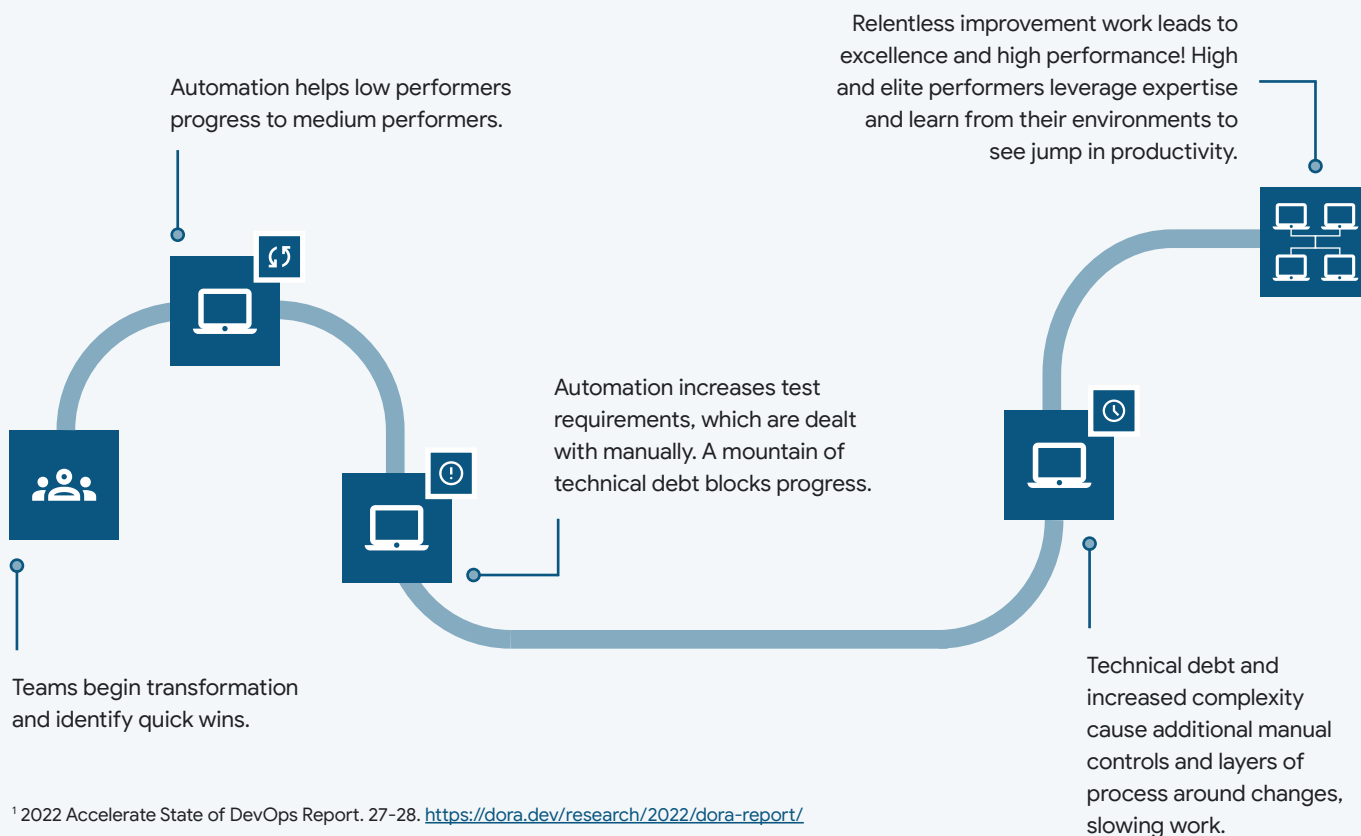 Relentless improvement work leads to
excellence and high performance! High
and elite performers leverage expertise
and learn from their environments to
see jump in productivity.
Automation helps low performers
progress to medium performers.
Automation increases test
requirements, which are dealt
with manually. A mountain of
technical debt blocks progress.
Teams begin transformation
and identify quick wins.
Technical debt and
increased complexity
cause additional manual
controls and layers of
process around changes,
slowing work.
¹ 2022 Accelerate State of DevOps Report. 27-28. https://dora.dev/research/2022/dora-report/